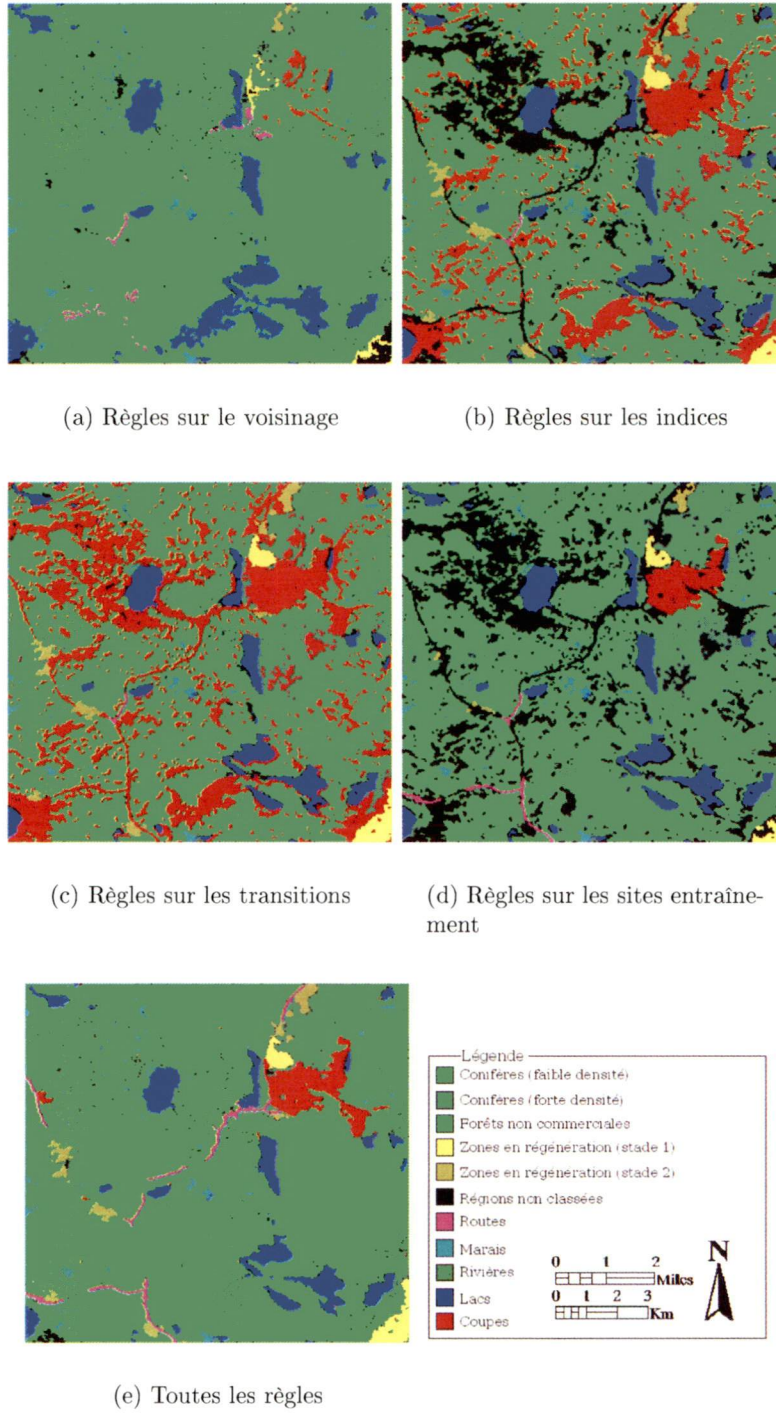 (a) Règles sur le voisinage
(b) Règles sur les indices
(c) Règles sur les transitions
(d) Règles sur les sites entraîne-
ment
Légende
Conifères (faible densité)
Conifères (forte densité)
Forêts non commerciales
Zones en régénération (stade 1)
Zones en régénération (stade 2)
Régions non classées
Routes
Marais
Rivières
Lacs
Coupes
0 1 2
Miles
0 1 2 3
Km
N
(e) Toutes les règles